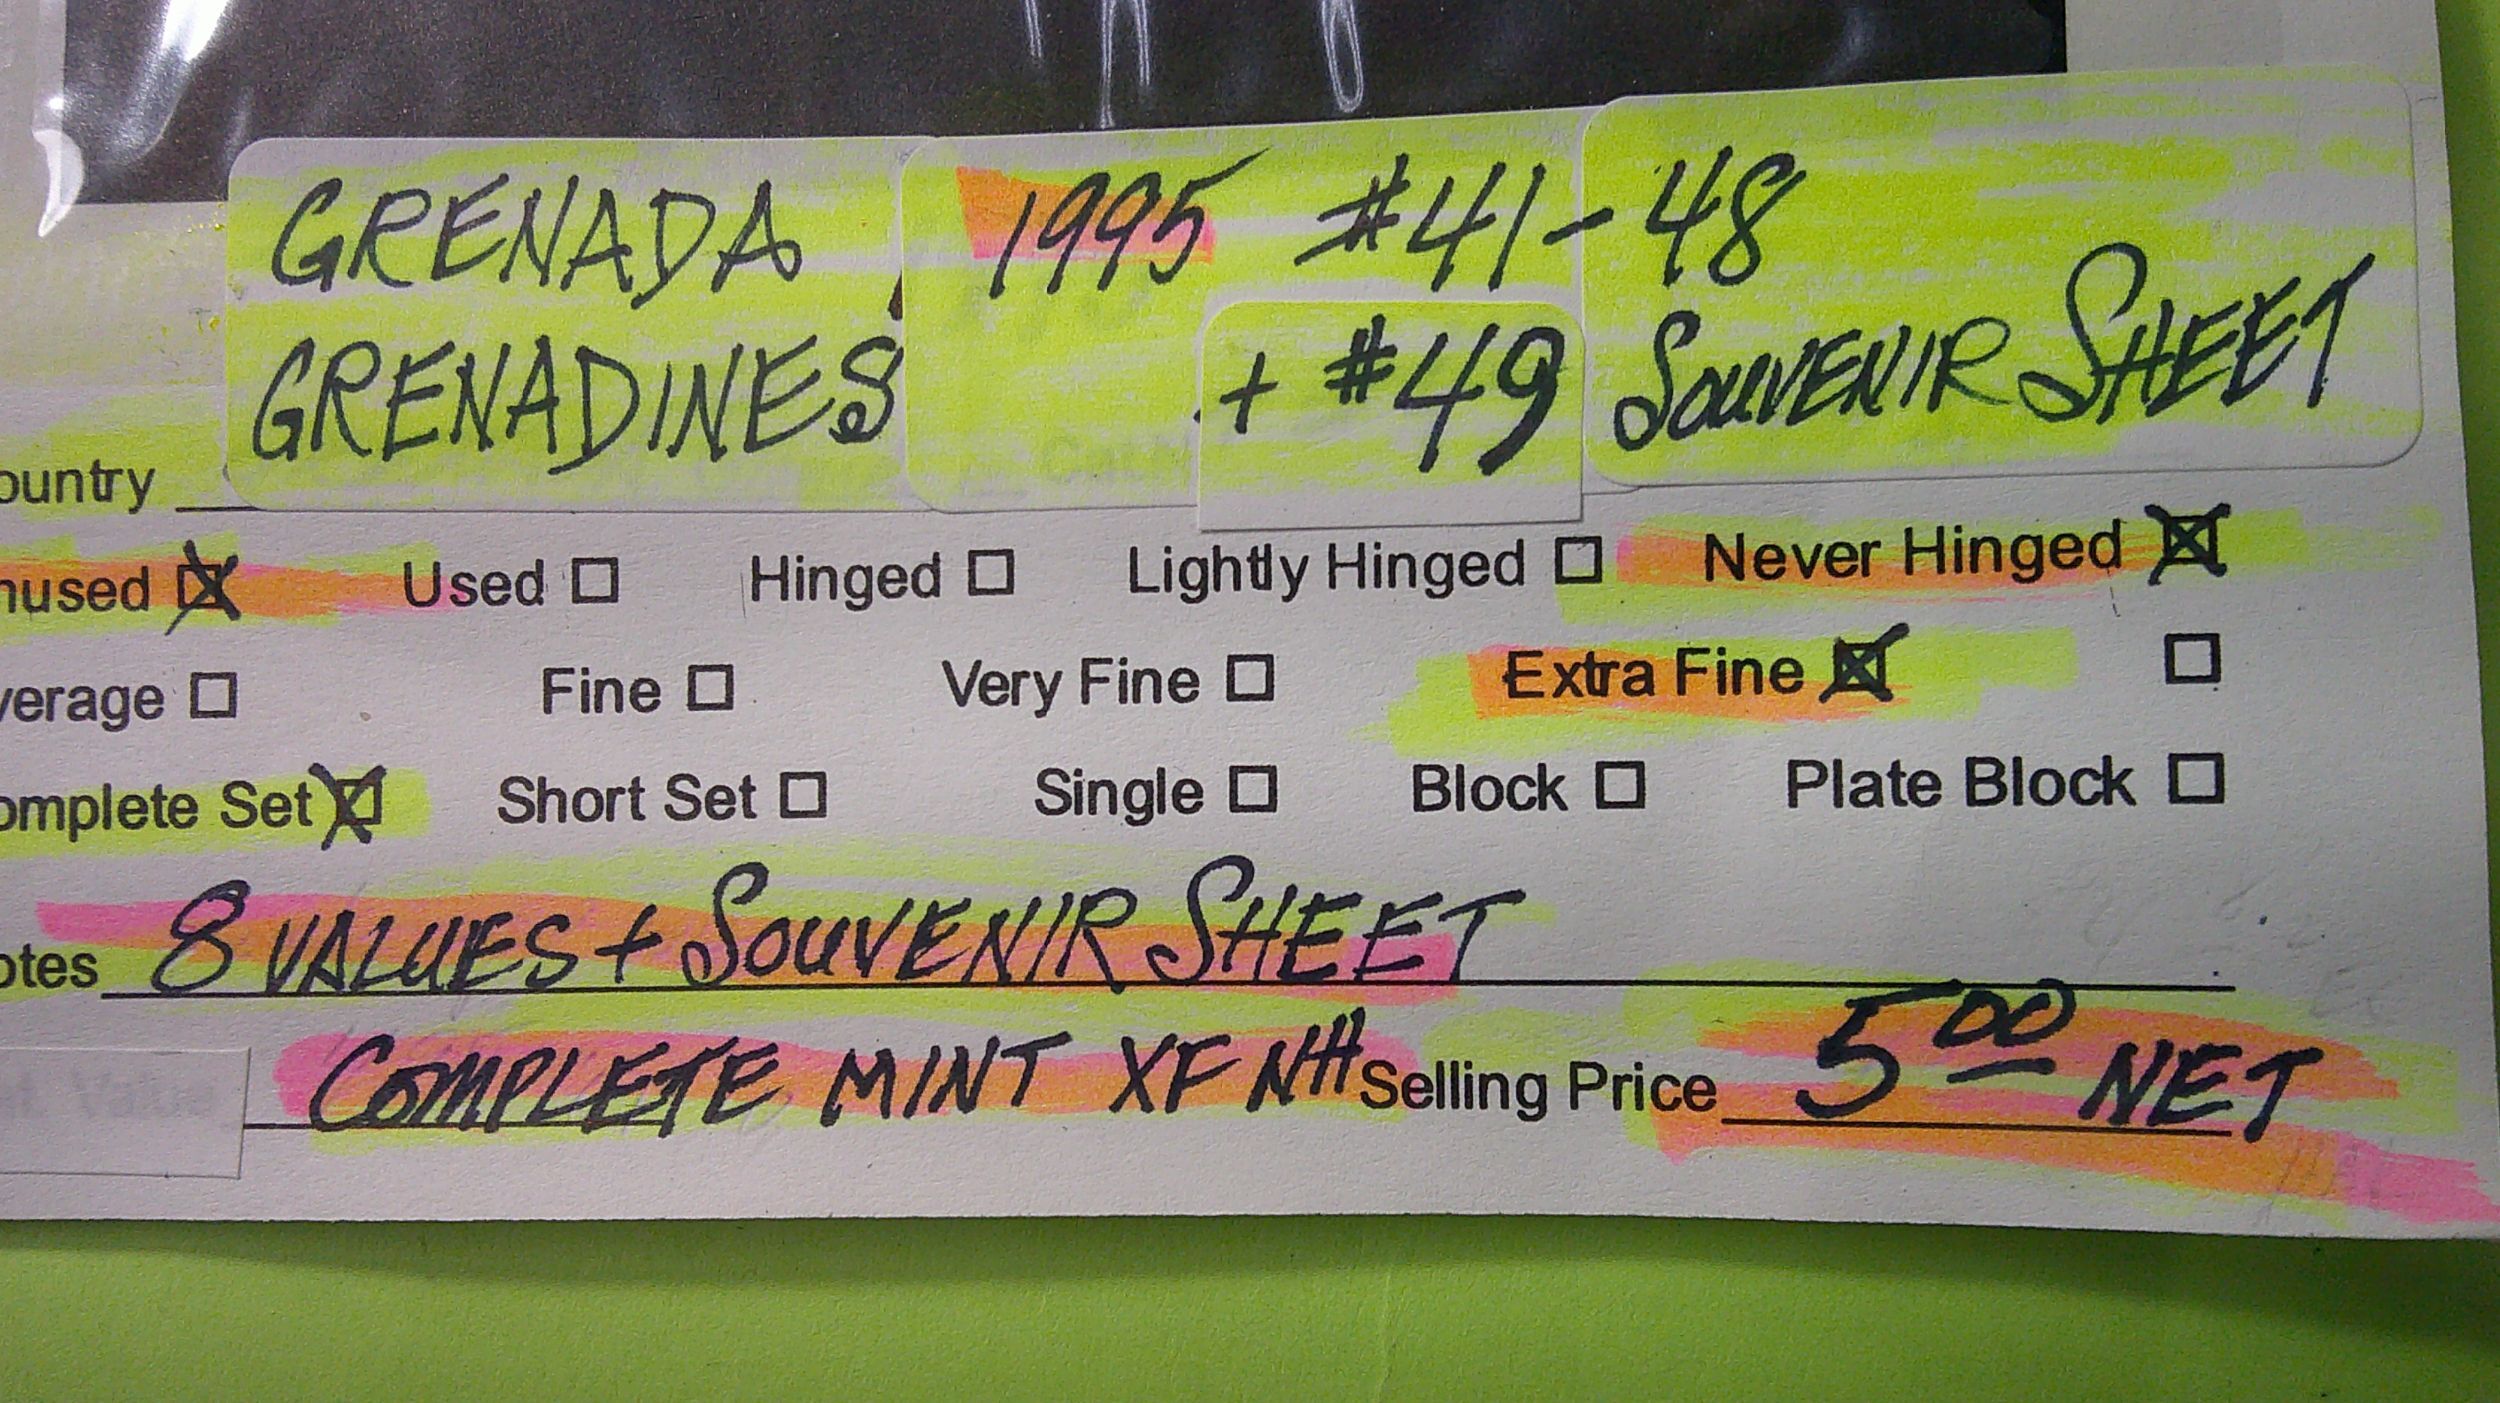 GRENADA 1995 #41-48
GRENADINES + #49 SOUVENIR SHEET
ountry
nused ☒ Used ☐ Hinged ☐ Lightly Hinged ☐ Never Hinged ☒
verage ☐ Fine ☐ Very Fine ☐ Extra Fine ☒ ☐
omplete Set ☒ Short Set ☐ Single ☐ Block ☐ Plate Block ☐
otes 8 VALUES + SOUVENIR SHEET
COMPLETE MINT XF NH Selling Price 5 00 NET